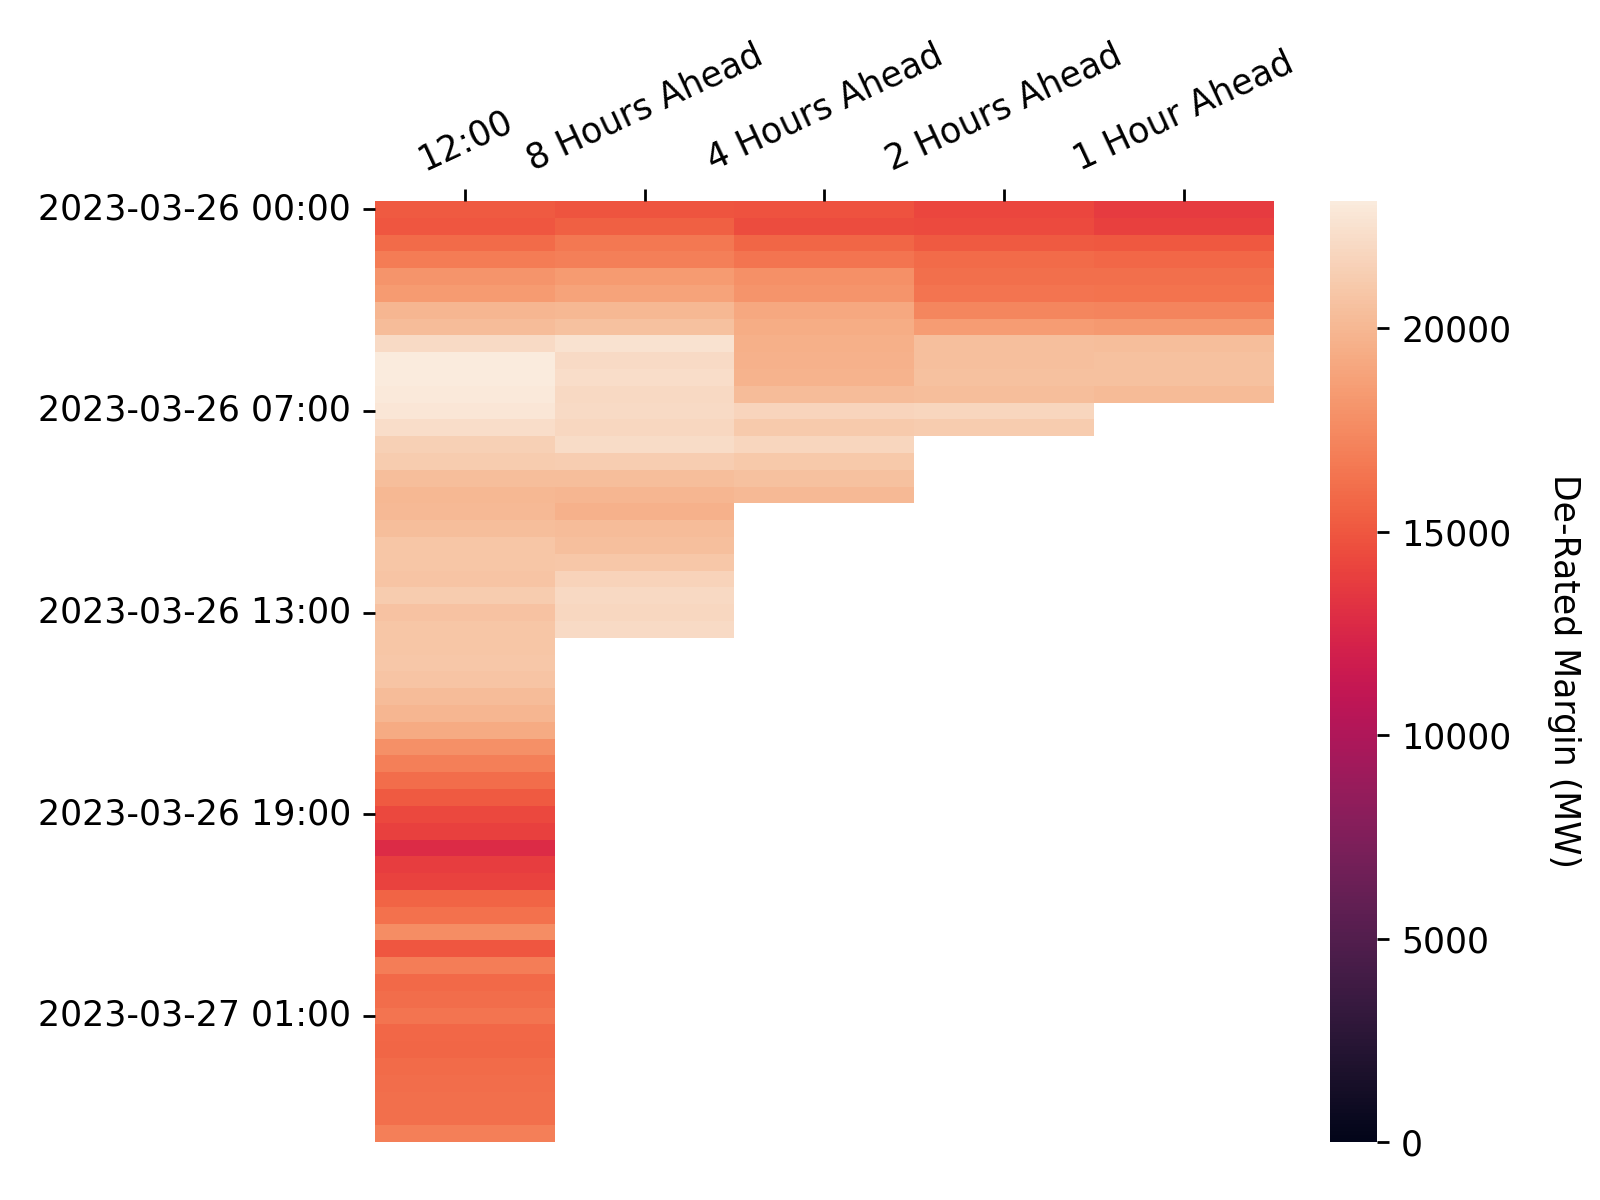 12:00
8 Hours Ahead
4 Hours Ahead
2 Hours Ahead
1 Hour Ahead
2023-03-26 00:00
2023-03-26 07:00
2023-03-26 13:00
2023-03-26 19:00
2023-03-27 01:00
20000
15000
10000
5000
0
De-Rated Margin (MW)